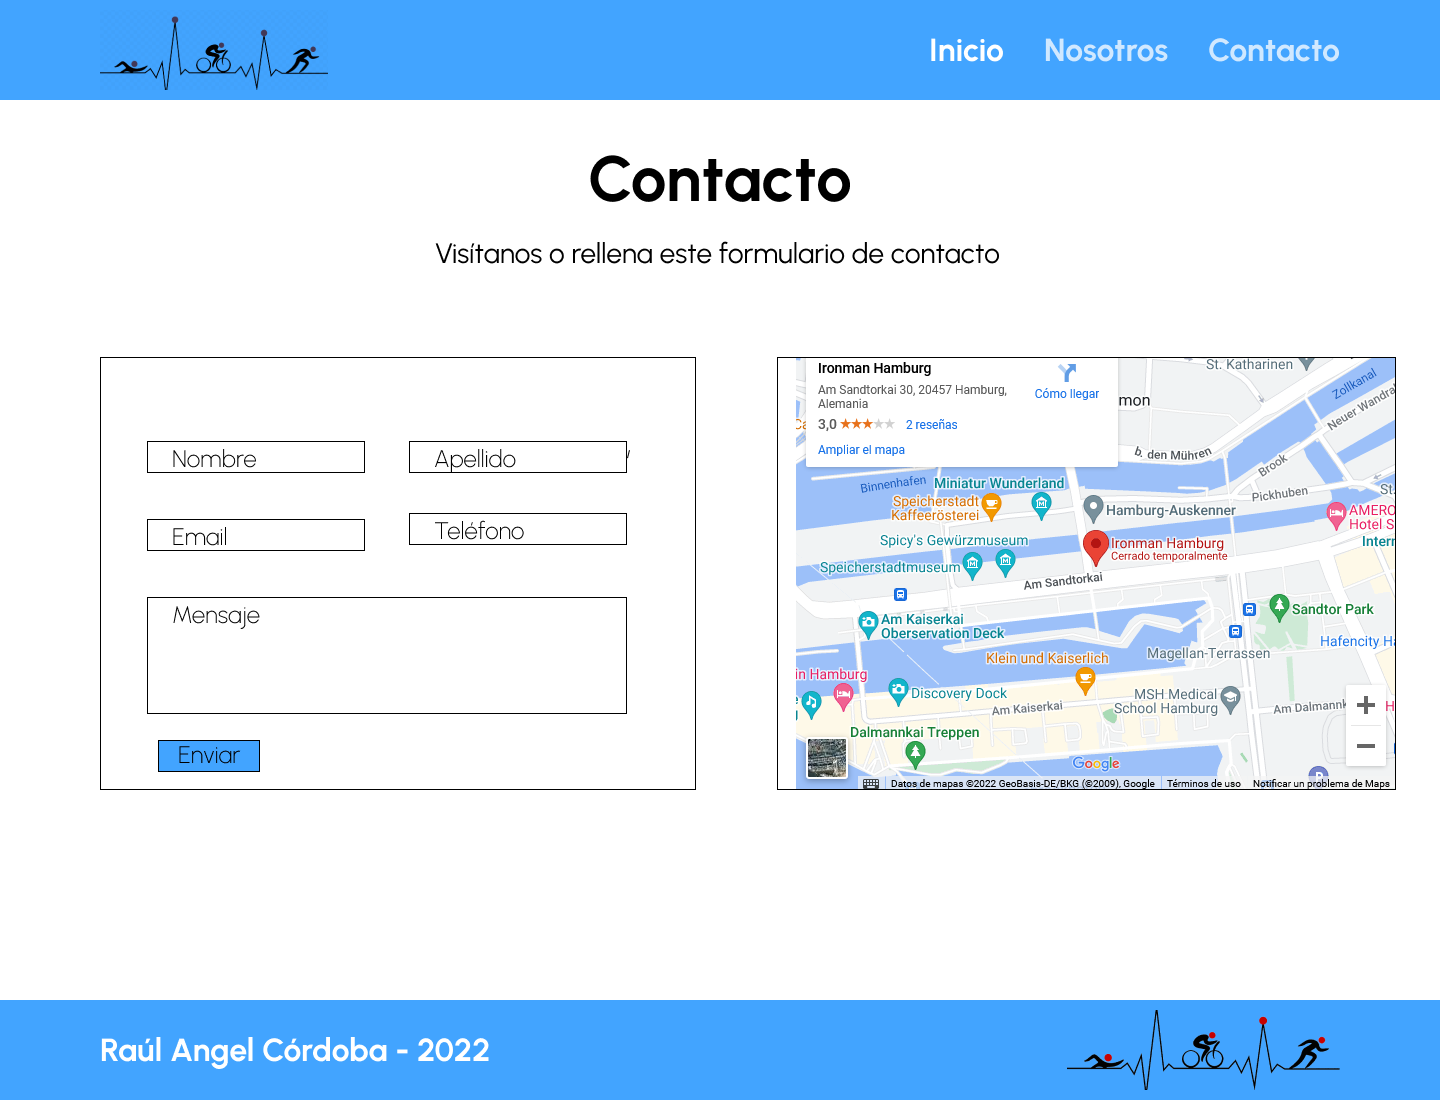 Inicio Nosotros Contacto
Contacto
Visítanos o rellena este formulario de contacto
Nombre
Apellido
Email
Teléfono
Mensaje
Enviar
Ironman Hamburg
Am Sandtorkai 30, 20457 Hamburg,
Alemania
3,0 2 reseñas
Ampliar el mapa
Cómo llegar
St. Katharinen
Zollkanal
Neuer Wandra
mon
b. den Mühren
Brook
Pickhuben
St.
Binnenhafen
Miniatur Wunderland
Speicherstadt
Kaffeerösterei
Hamburg-Auskenner
AMERO
Hotel S
Inter
Spicy's Gewürzmuseum
Ironman Hamburg
Cerrado temporalmente
Speicherstadtmuseum
Am Sandtorkai
Sandtor Park
Am Kaiserkai
Oberservation Deck
Hafencity Ha
Klein und Kaiserlich
Magellan-Terrassen
in Hamburg
Discovery Dock
MSH Medical
School Hamburg
Am Kaiserkai
Am Dalmannk
H
Dalmannkai Treppen
Google
Datos de mapas ©2022 GeoBasis-DE/BKG (©2009), Google Términos de uso Notificar un problema de Maps
Raúl Angel Córdoba - 2022